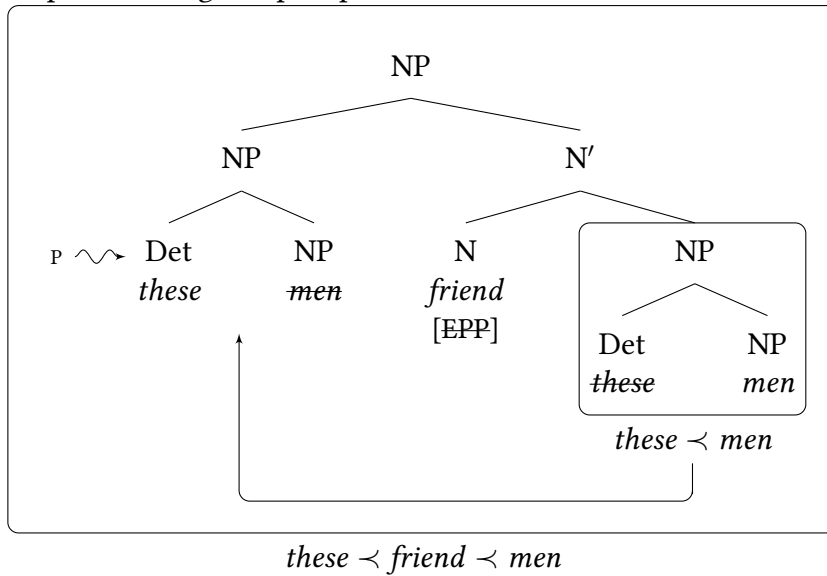 NP
NP N′
P Det NP N NP
these men friend
[EPP] Det NP
these men
these ≺ men
these ≺ friend ≺ men